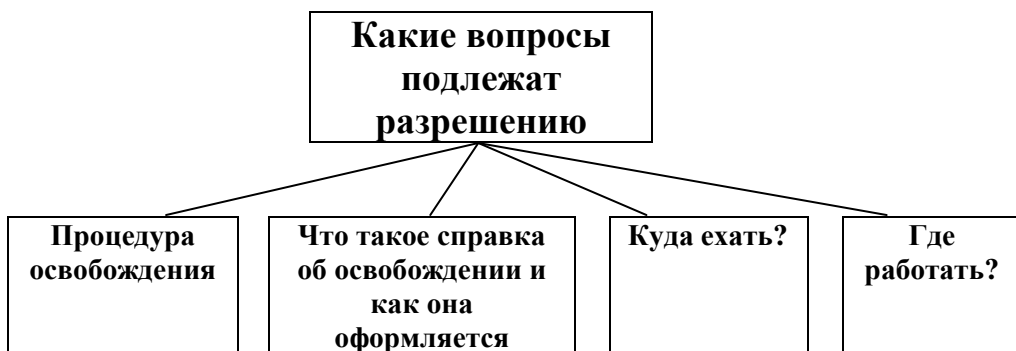 Какие вопросы
подлежат
разрешению
Процедура
освобождения
Что такое справка
об освобождении и
как она
оформляется
Куда ехать?
Где
работать?